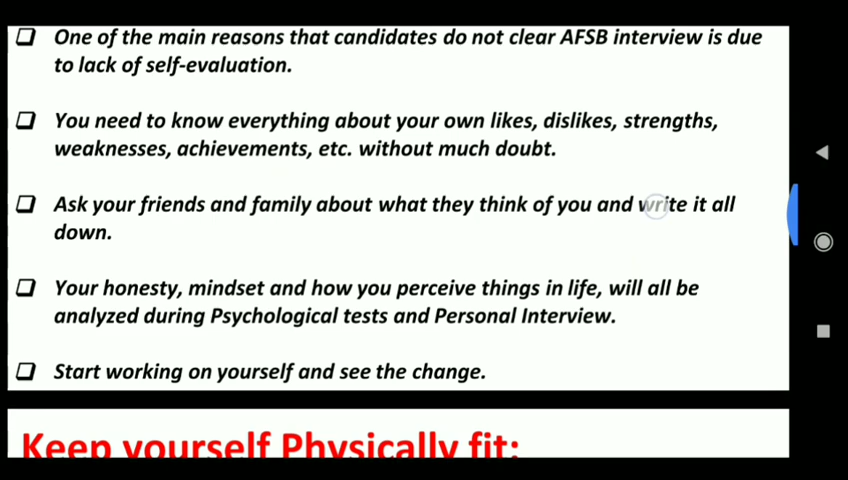 ❑ One of the main reasons that candidates do not clear AFSB interview is due
to lack of self-evaluation.
❑ You need to know everything about your own likes, dislikes, strengths,
weaknesses, achievements, etc. without much doubt.
❑ Ask your friends and family about what they think of you and write it all
down.
❑ Your honesty, mindset and how you perceive things in life, will all be
analyzed during Psychological tests and Personal Interview.
❑ Start working on yourself and see the change.
Keep yourself Physically fit: